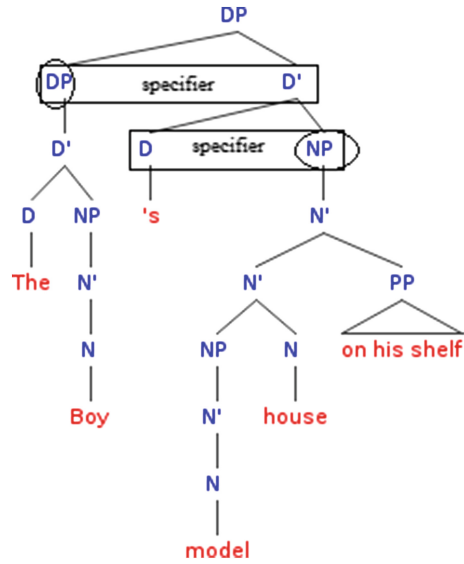 DP
DP specifier D'
D' D specifier NP
D NP 's N'
The N' N' PP
N NP N on his shelf
Boy N' house
N
model